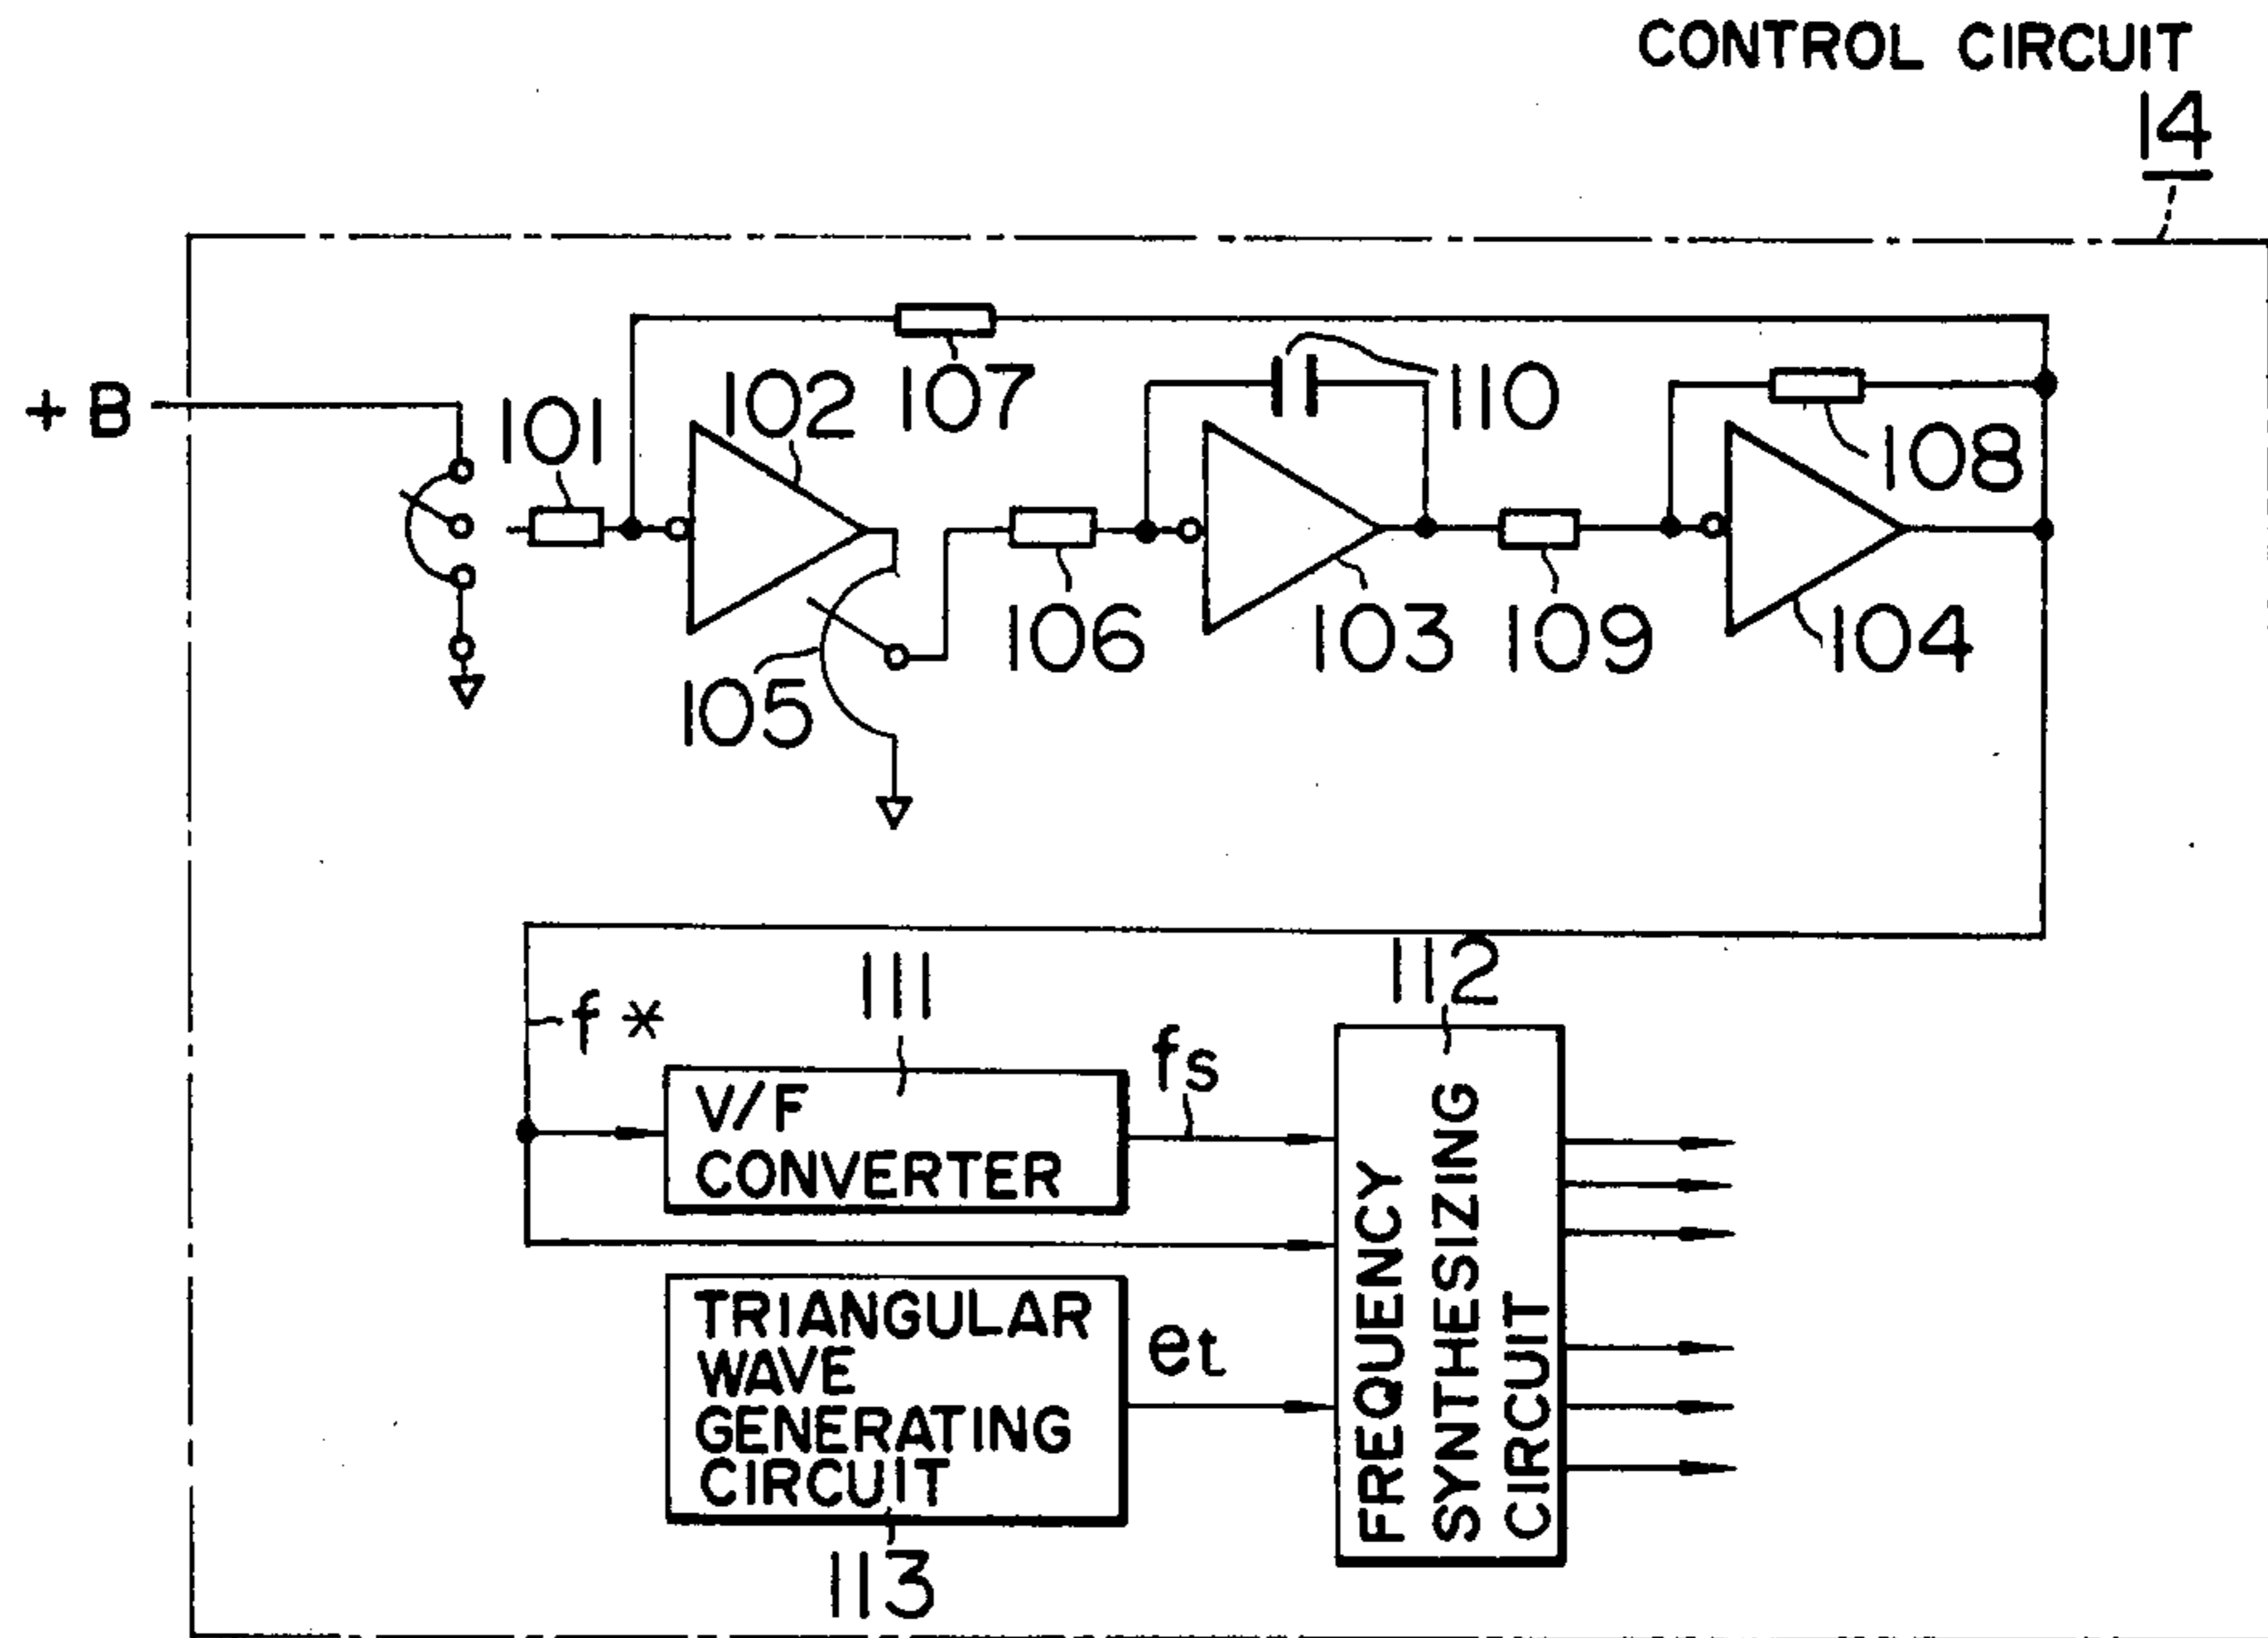 CONTROL CIRCUIT
14
+B
101
102
107
110
108
105
106
103
109
104
f*
111
112
fs
V/F
CONVERTER
TRIANGULAR
WAVE
GENERATING
CIRCUIT
et
113
FREQUENCY
SYNTHESIZING
CIRCUIT